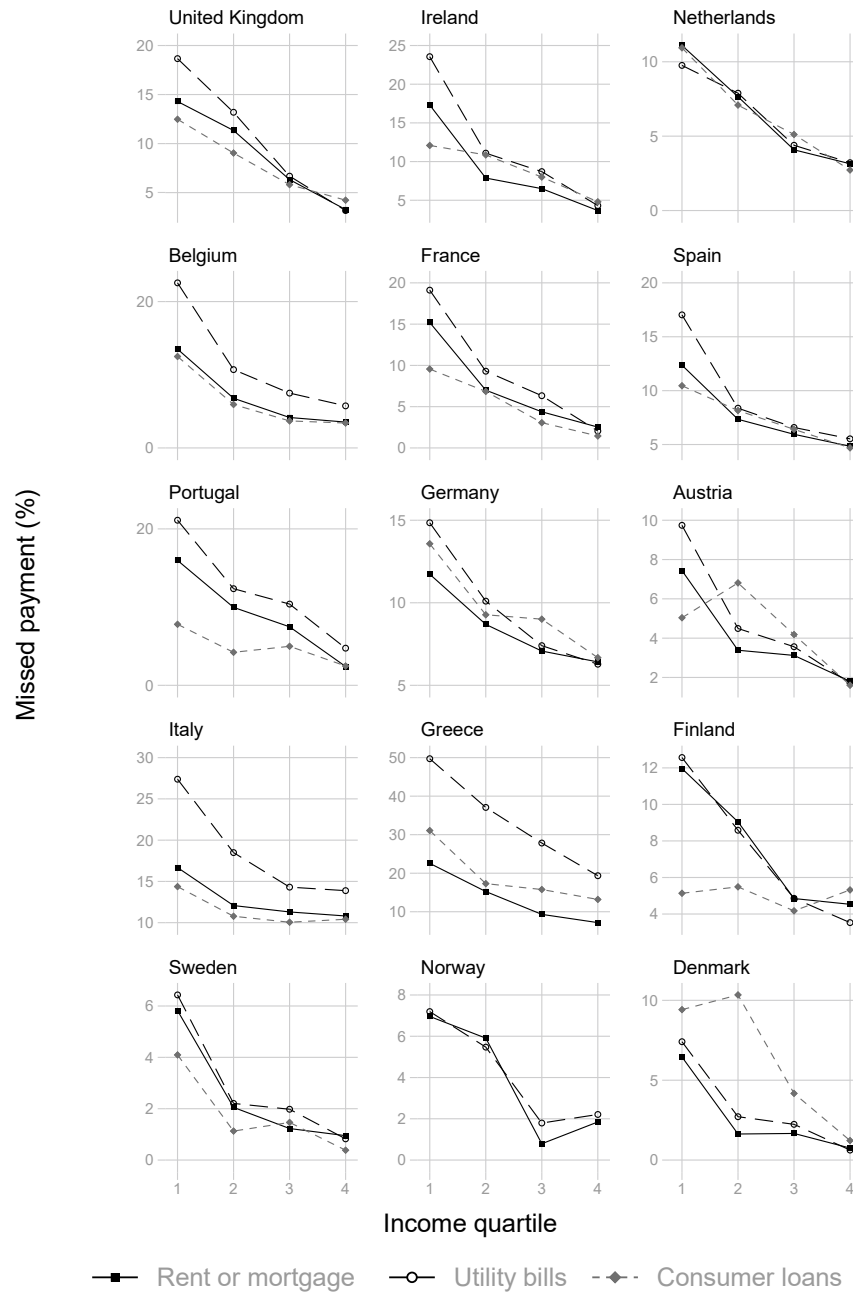 United Kingdom Ireland Netherlands
20 25
15 20 10
10 15
5 10 5
5 0
Belgium France Spain
20 20 20
15 15
10 10
5
0 0 5
Portugal Germany Austria
20 15 10
8
10 6
4
0 5 2
Italy Greece Finland
30 50 12
25 40 10
20 30 8
15 20 6
10 10 4
Sweden Norway Denmark
6 8 10
4 6
4 5
2 2
0 0 0
1 2 3 4 1 2 3 4 1 2 3 4
Missed payment (%)
Income quartile
Rent or mortgage Utility bills Consumer loans